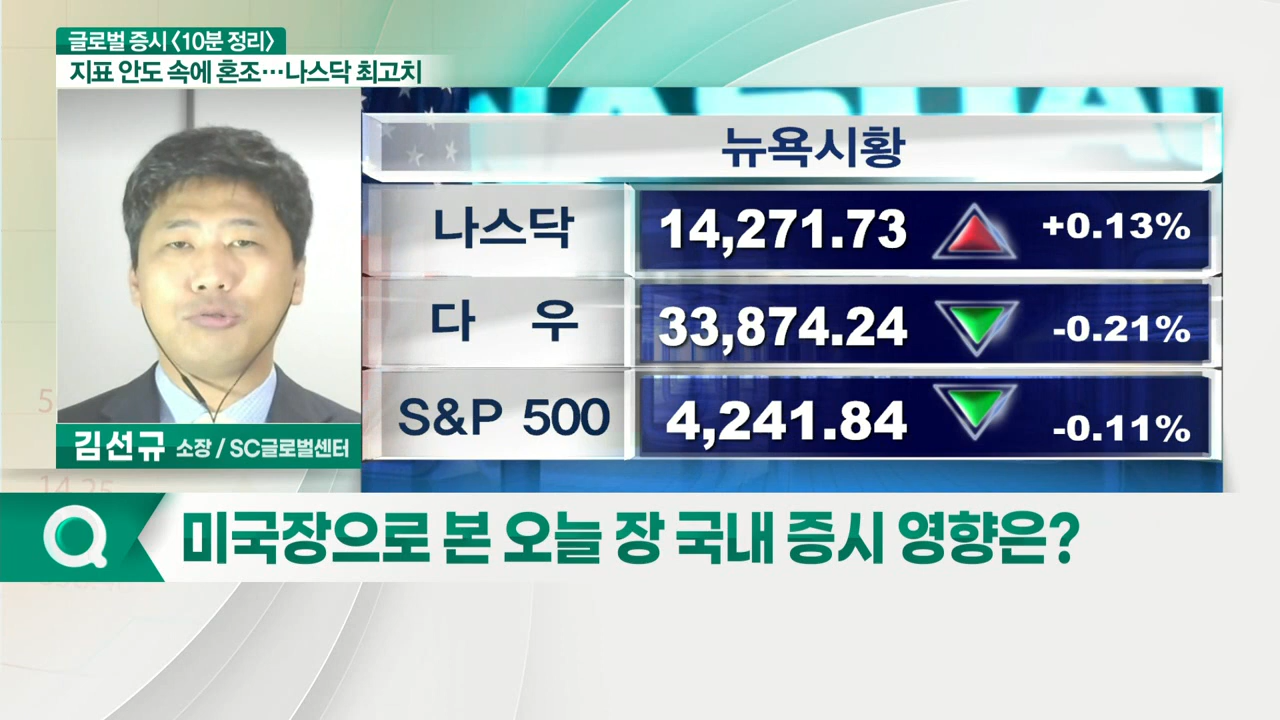 글로벌 증시 <10분 정리>
지표 안도 속에 혼조…나스닥 최고치
뉴욕시황
나스닥 14,271.73 +0.13%
다 우 33,874.24 -0.21%
S&P 500 4,241.84 -0.11%
김선규 소장 / SC글로벌센터
Q 미국장으로 본 오늘 장 국내 증시 영향은?